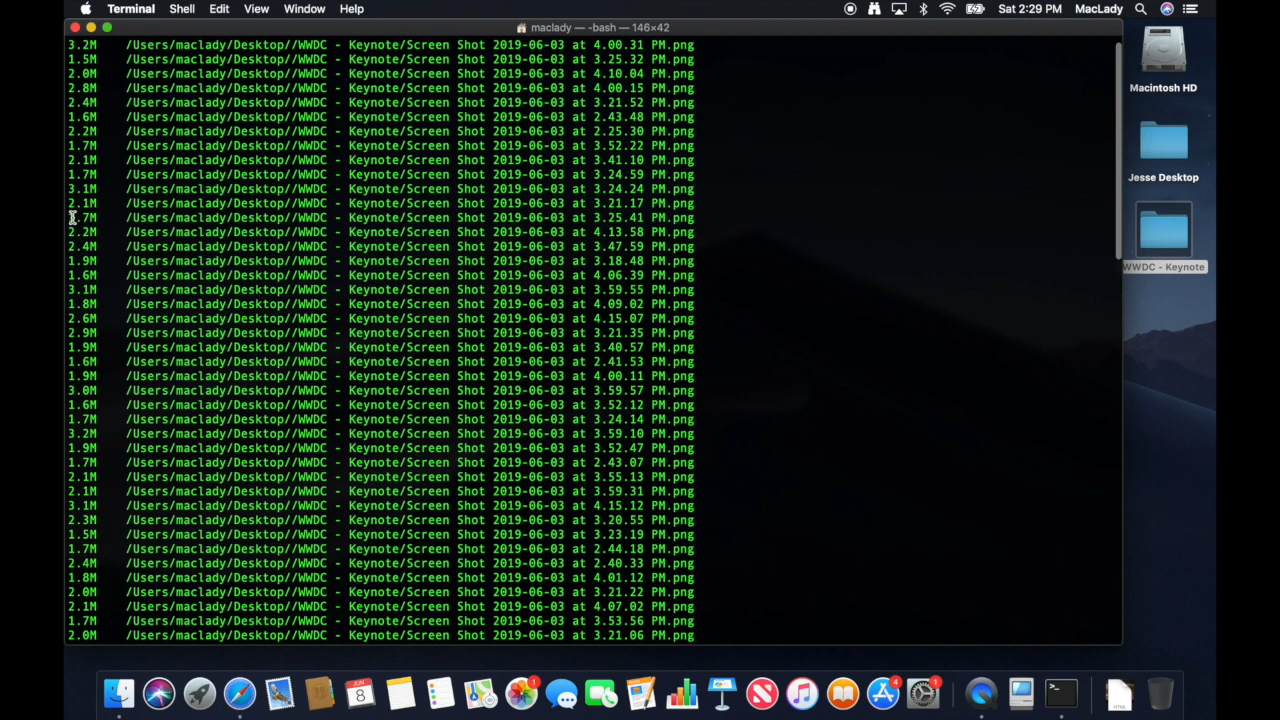 Terminal Shell Edit View Window Help Sat 2:29 PM MacLady
maclady — -bash — 146×42
3.2M /Users/maclady/Desktop//WWDC - Keynote/Screen Shot 2019-06-03 at 4.00.31 PM.png
1.5M /Users/maclady/Desktop//WWDC - Keynote/Screen Shot 2019-06-03 at 3.25.32 PM.png
2.0M /Users/maclady/Desktop//WWDC - Keynote/Screen Shot 2019-06-03 at 4.10.04 PM.png
2.8M /Users/maclady/Desktop//WWDC - Keynote/Screen Shot 2019-06-03 at 4.00.15 PM.png
2.4M /Users/maclady/Desktop//WWDC - Keynote/Screen Shot 2019-06-03 at 3.21.52 PM.png
1.6M /Users/maclady/Desktop//WWDC - Keynote/Screen Shot 2019-06-03 at 2.43.48 PM.png
2.2M /Users/maclady/Desktop//WWDC - Keynote/Screen Shot 2019-06-03 at 2.25.30 PM.png
1.7M /Users/maclady/Desktop//WWDC - Keynote/Screen Shot 2019-06-03 at 3.52.22 PM.png
2.1M /Users/maclady/Desktop//WWDC - Keynote/Screen Shot 2019-06-03 at 3.41.10 PM.png
1.7M /Users/maclady/Desktop//WWDC - Keynote/Screen Shot 2019-06-03 at 3.24.59 PM.png
3.1M /Users/maclady/Desktop//WWDC - Keynote/Screen Shot 2019-06-03 at 3.24.24 PM.png
2.1M /Users/maclady/Desktop//WWDC - Keynote/Screen Shot 2019-06-03 at 3.21.17 PM.png
.7M /Users/maclady/Desktop//WWDC - Keynote/Screen Shot 2019-06-03 at 3.25.41 PM.png
2.2M /Users/maclady/Desktop//WWDC - Keynote/Screen Shot 2019-06-03 at 4.13.58 PM.png
2.4M /Users/maclady/Desktop//WWDC - Keynote/Screen Shot 2019-06-03 at 3.47.59 PM.png
1.9M /Users/maclady/Desktop//WWDC - Keynote/Screen Shot 2019-06-03 at 3.18.48 PM.png
1.6M /Users/maclady/Desktop//WWDC - Keynote/Screen Shot 2019-06-03 at 4.06.39 PM.png
3.1M /Users/maclady/Desktop//WWDC - Keynote/Screen Shot 2019-06-03 at 3.59.55 PM.png
1.8M /Users/maclady/Desktop//WWDC - Keynote/Screen Shot 2019-06-03 at 4.09.02 PM.png
2.6M /Users/maclady/Desktop//WWDC - Keynote/Screen Shot 2019-06-03 at 4.15.07 PM.png
2.9M /Users/maclady/Desktop//WWDC - Keynote/Screen Shot 2019-06-03 at 3.21.35 PM.png
1.9M /Users/maclady/Desktop//WWDC - Keynote/Screen Shot 2019-06-03 at 3.40.57 PM.png
1.6M /Users/maclady/Desktop//WWDC - Keynote/Screen Shot 2019-06-03 at 2.41.53 PM.png
1.9M /Users/maclady/Desktop//WWDC - Keynote/Screen Shot 2019-06-03 at 4.00.11 PM.png
3.0M /Users/maclady/Desktop//WWDC - Keynote/Screen Shot 2019-06-03 at 3.59.57 PM.png
1.6M /Users/maclady/Desktop//WWDC - Keynote/Screen Shot 2019-06-03 at 3.52.12 PM.png
1.7M /Users/maclady/Desktop//WWDC - Keynote/Screen Shot 2019-06-03 at 3.24.14 PM.png
3.2M /Users/maclady/Desktop//WWDC - Keynote/Screen Shot 2019-06-03 at 3.59.10 PM.png
1.9M /Users/maclady/Desktop//WWDC - Keynote/Screen Shot 2019-06-03 at 3.52.47 PM.png
1.7M /Users/maclady/Desktop//WWDC - Keynote/Screen Shot 2019-06-03 at 2.43.07 PM.png
2.1M /Users/maclady/Desktop//WWDC - Keynote/Screen Shot 2019-06-03 at 3.55.13 PM.png
2.1M /Users/maclady/Desktop//WWDC - Keynote/Screen Shot 2019-06-03 at 3.59.31 PM.png
3.1M /Users/maclady/Desktop//WWDC - Keynote/Screen Shot 2019-06-03 at 4.15.12 PM.png
2.3M /Users/maclady/Desktop//WWDC - Keynote/Screen Shot 2019-06-03 at 3.20.55 PM.png
1.5M /Users/maclady/Desktop//WWDC - Keynote/Screen Shot 2019-06-03 at 3.23.19 PM.png
1.7M /Users/maclady/Desktop//WWDC - Keynote/Screen Shot 2019-06-03 at 2.44.18 PM.png
2.4M /Users/maclady/Desktop//WWDC - Keynote/Screen Shot 2019-06-03 at 2.40.33 PM.png
1.8M /Users/maclady/Desktop//WWDC - Keynote/Screen Shot 2019-06-03 at 4.01.12 PM.png
2.0M /Users/maclady/Desktop//WWDC - Keynote/Screen Shot 2019-06-03 at 3.21.22 PM.png
2.1M /Users/maclady/Desktop//WWDC - Keynote/Screen Shot 2019-06-03 at 4.07.02 PM.png
1.7M /Users/maclady/Desktop//WWDC - Keynote/Screen Shot 2019-06-03 at 3.53.56 PM.png
2.0M /Users/maclady/Desktop//WWDC - Keynote/Screen Shot 2019-06-03 at 3.21.06 PM.png
Macintosh HD
Jesse Desktop
WWDC - Keynote
JUN
8
1
4
1
HTML